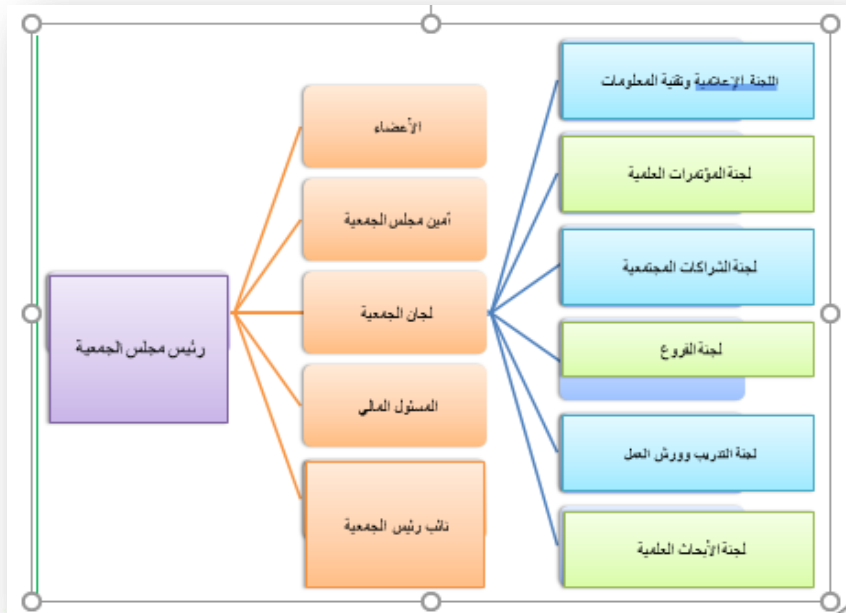 رئيس مجلس الجمعية
الأعضاء
أمين مجلس الجمعية
لجان الجمعية
المسئول المالي
نائب رئيس الجمعية
اللجنة الإعلامية وتقنية المعلومات
لجنة المؤتمرات العلمية
لجنة الشراكات المجتمعية
لجنة الفروع
لجنة التدريب وورش العمل
لجنة الأبحاث العلمية